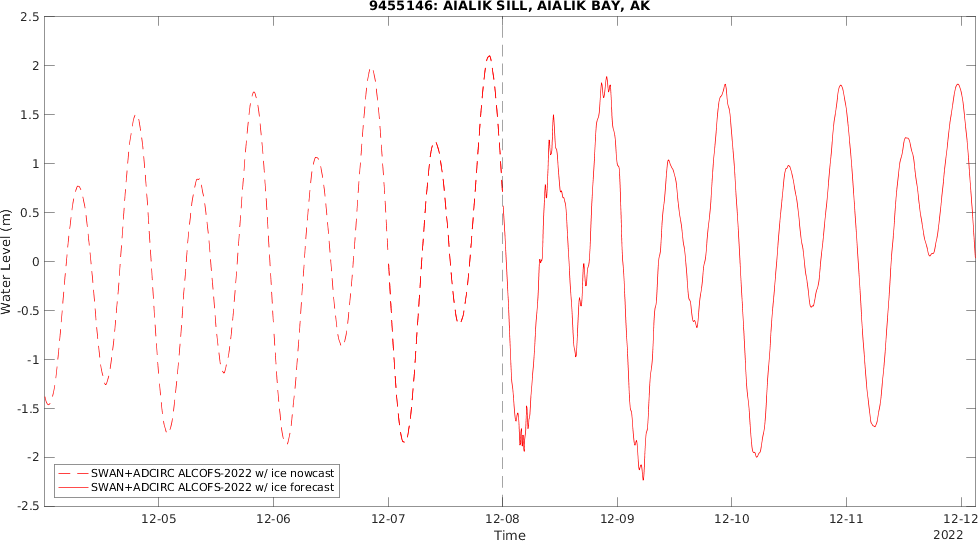 9455146: AIALIK SILL, AIALIK BAY, AK
2.5
2
1.5
1
0.5
0
-0.5
-1
-1.5
-2
-2.5
Water Level (m)
SWAN+ADCIRC ALCOFS-2022 w/ ice nowcast
SWAN+ADCIRC ALCOFS-2022 w/ ice forecast
12-05 12-06 12-07 12-08 12-09 12-10 12-11 12-12
Time
2022